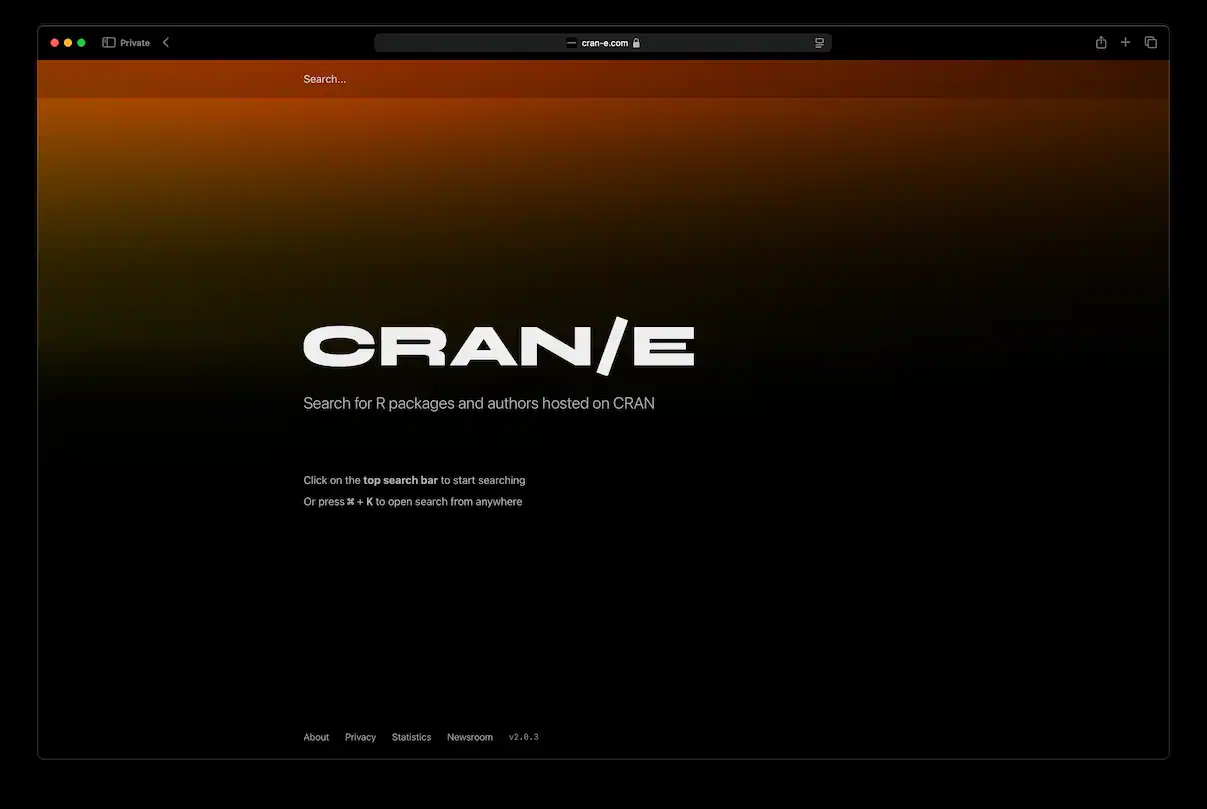 Private
cran-e.com
Search...
CRAN/E
Search for R packages and authors hosted on CRAN
Click on the top search bar to start searching
Or press ⌘ + K to open search from anywhere
About Privacy Statistics Newsroom v2.0.3